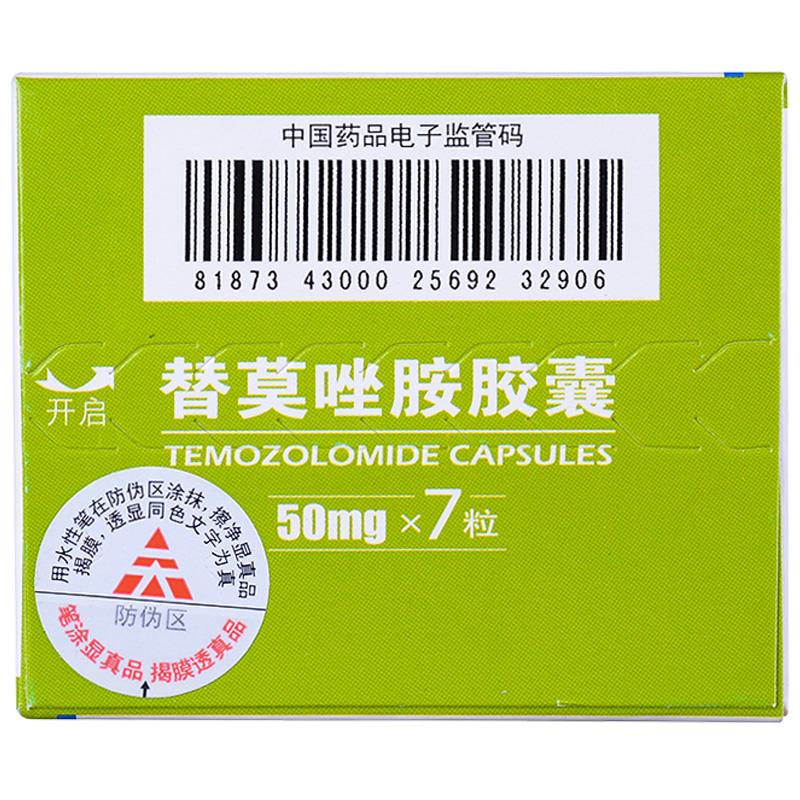 中国药品电子监管码
81873 43000 25692 32906
开启
替莫唑胺胶囊
TEMOZOLOMIDE CAPSULES
50mg×7粒
用水性笔在防伪区涂抹,擦净显真品
揭膜,透显同色文字为真
防伪区
笔涂显真品 揭膜透真品